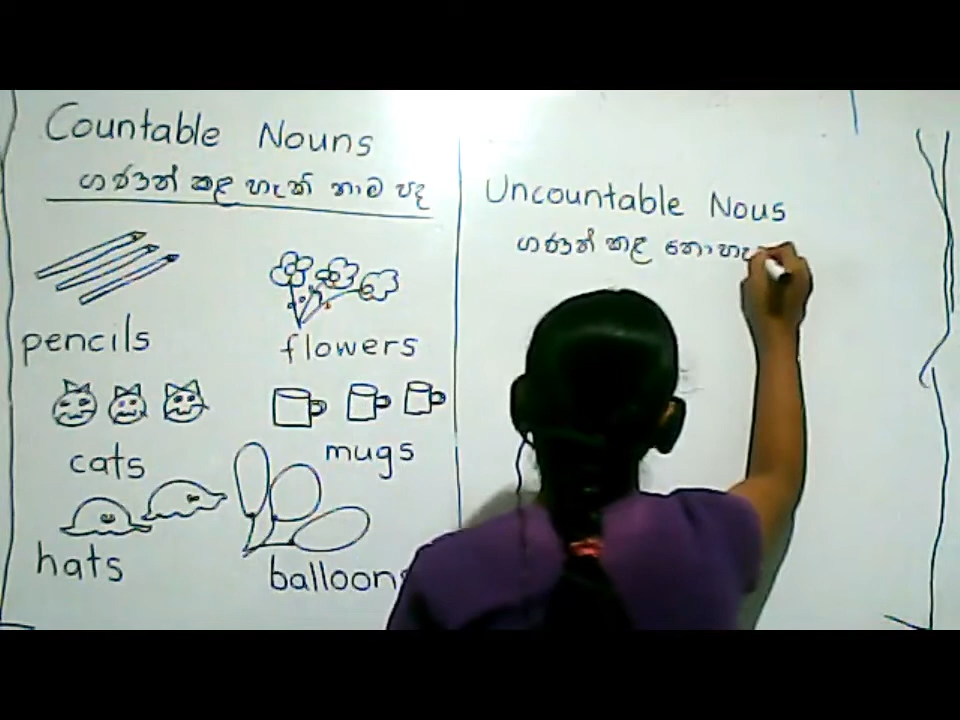 Countable Nouns
ගණන් කළ හැකි නාම පද
pencils
flowers
cats
mugs
hats
balloons
Uncountable Nous
ගණන් කළ නොහැ